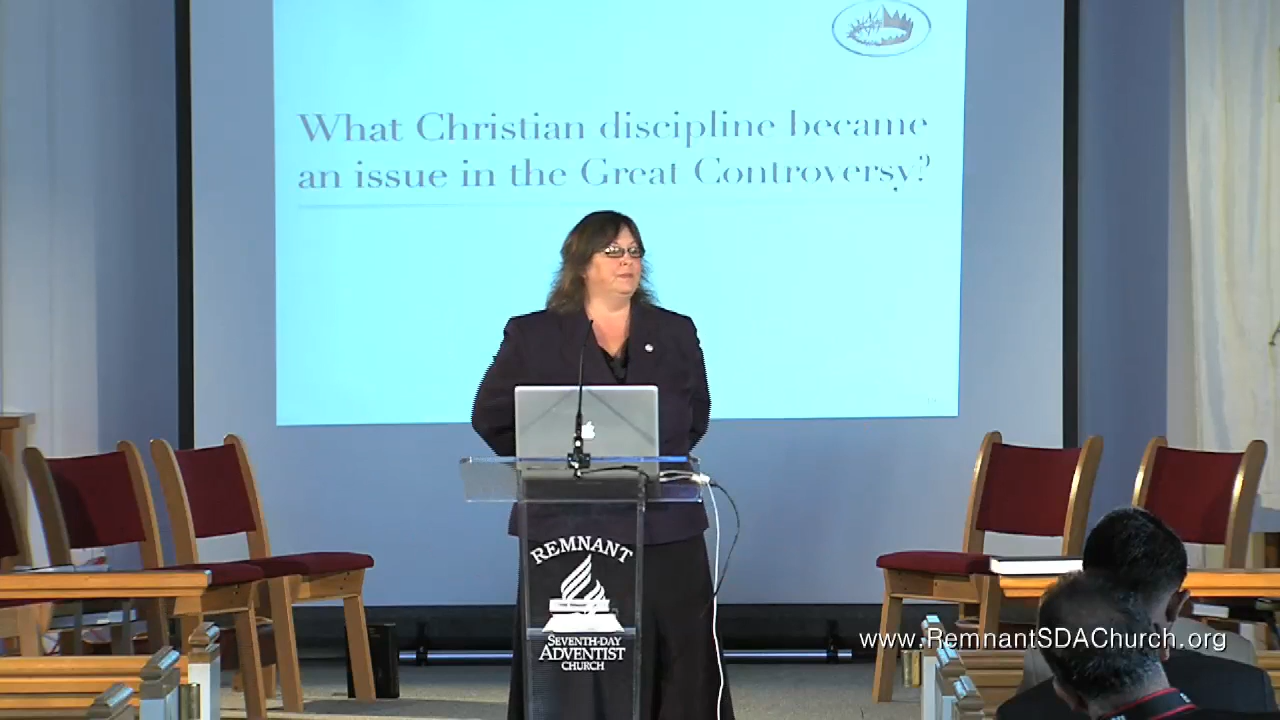 What Christian discipline became
an issue in the Great Controversy?
REMNANT
SEVENTH-DAY
ADVENTIST
CHURCH
www.RemnantSDAChurch.org